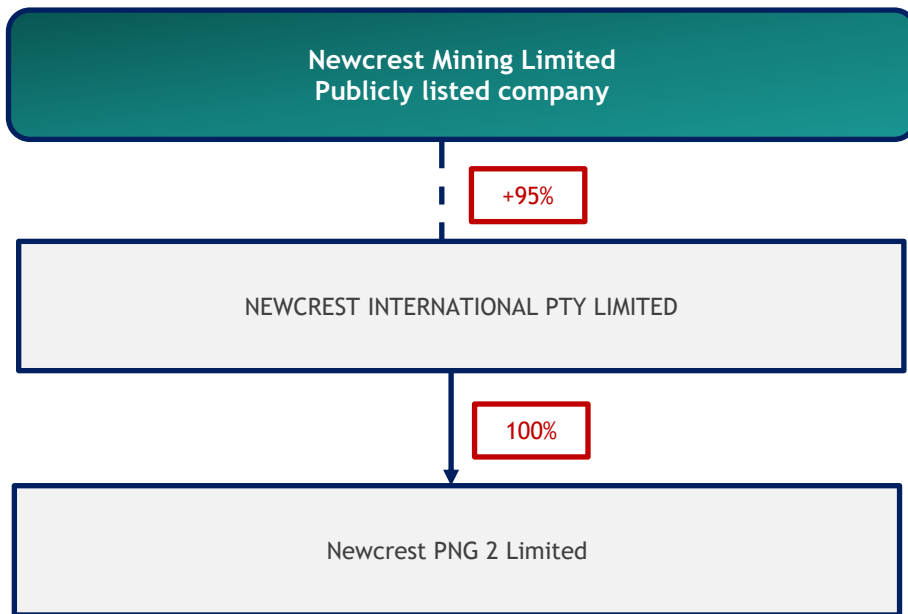 Newcrest Mining Limited
Publicly listed company
+95%
NEWCREST INTERNATIONAL PTY LIMITED
100%
Newcrest PNG 2 Limited